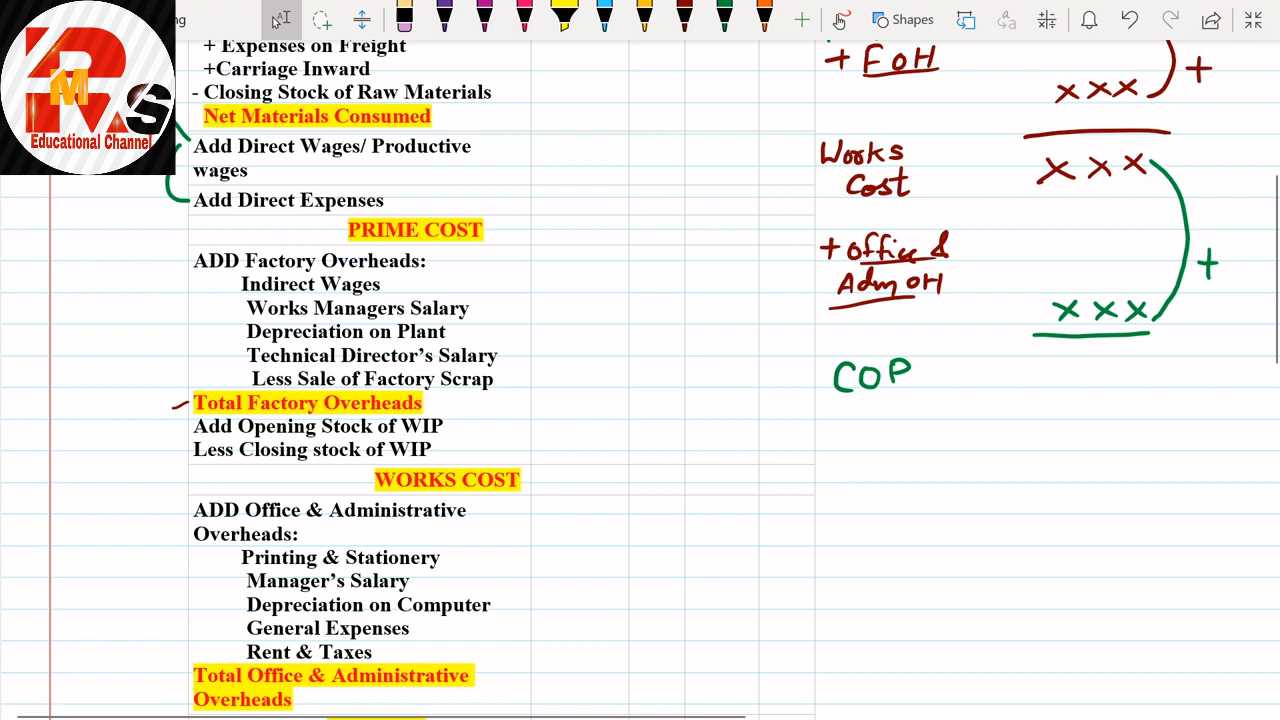 ng
Shapes
M
S
Educational Channel
+ Expenses on Freight
+Carriage Inward
- Closing Stock of Raw Materials
Net Materials Consumed
Add Direct Wages/ Productive
wages
Add Direct Expenses
PRIME COST
ADD Factory Overheads:
Indirect Wages
Works Managers Salary
Depreciation on Plant
Technical Director's Salary
Less Sale of Factory Scrap
Total Factory Overheads
Add Opening Stock of WIP
Less Closing stock of WIP
WORKS COST
ADD Office & Administrative
Overheads:
Printing & Stationery
Manager's Salary
Depreciation on Computer
General Expenses
Rent & Taxes
Total Office & Administrative
Overheads
+ FOH
+
xxx
Works
Cost
xxx
+ Office &
Adm OH
+
xxx
COP